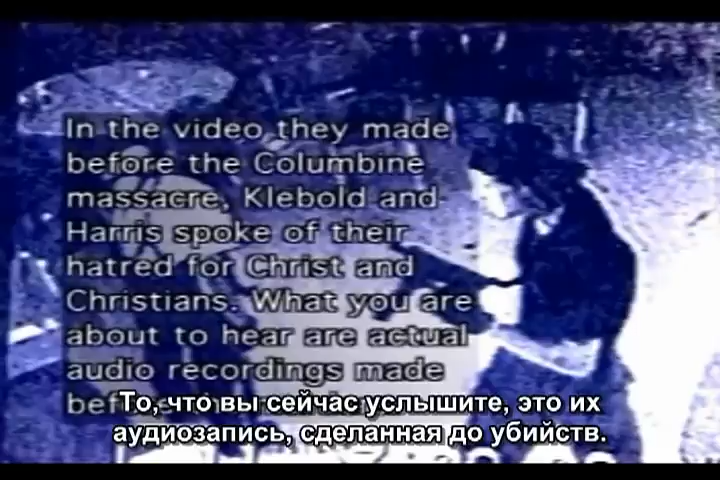 In the video they made
before the Columbine
massacre, Klebold and
Harris spoke of their
hatred for Christ and
Christians. What you are
about to hear are actual
audio recordings made
То, что вы сейчас услышите, это их
аудиозапись, сделанная до убийств.